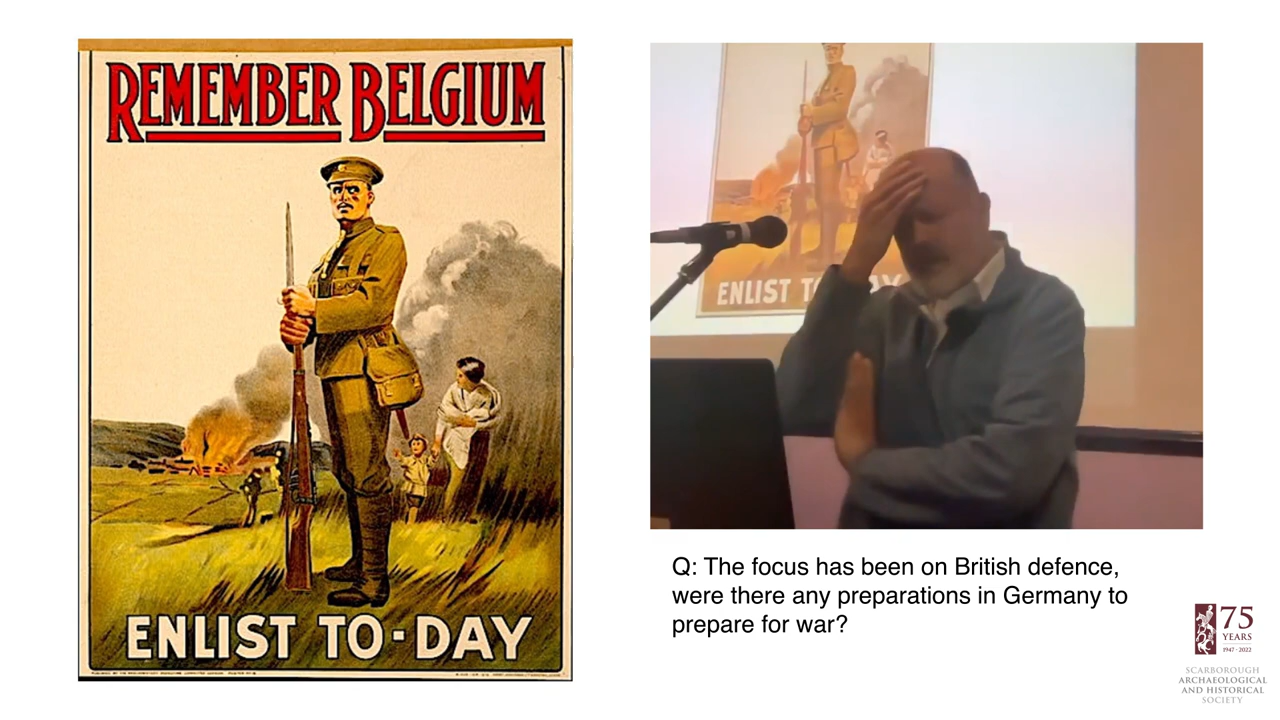 REMEMBER BELGIUM
ENLIST TO-DAY
ENLIST TO-DAY
Q: The focus has been on British defence,
were there any preparations in Germany to
prepare for war?
75
YEARS
1947 - 2022
SCARBOROUGH
ARCHAEOLOGICAL
AND HISTORICAL
SOCIETY